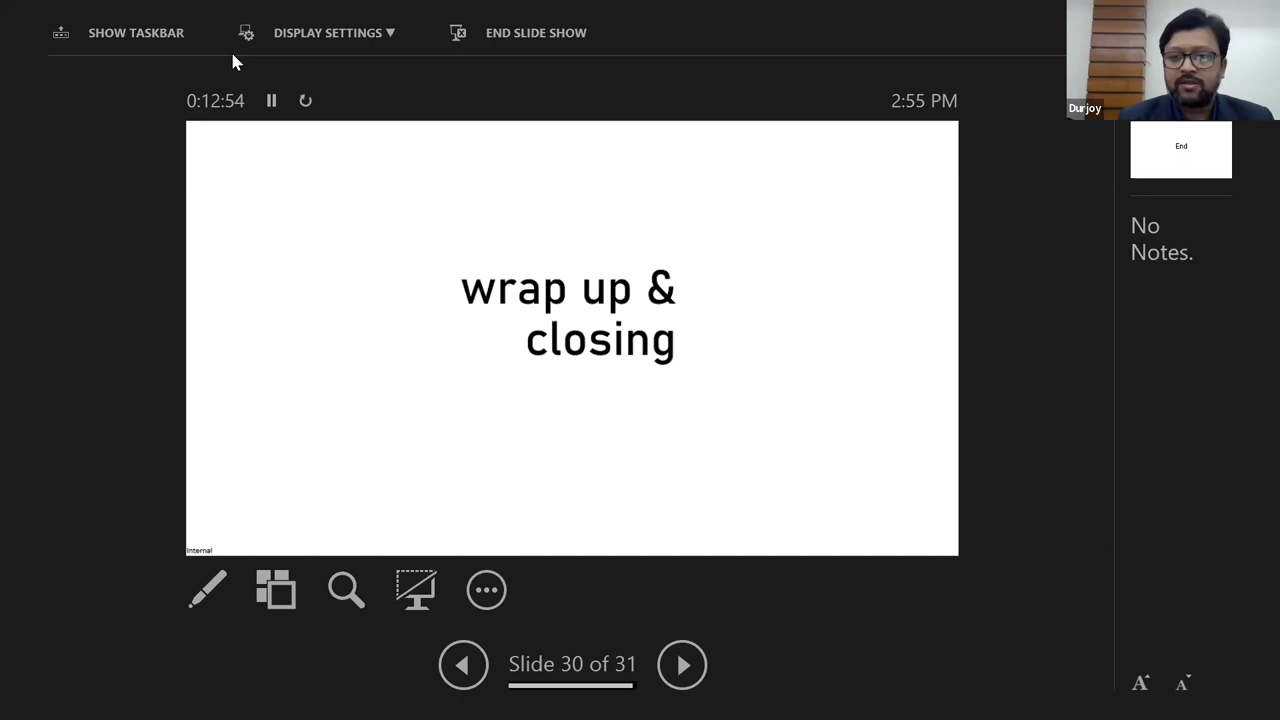 SHOW TASKBAR
DISPLAY SETTINGS ▼
END SLIDE SHOW
Durjoy
0:12:54
2:55 PM
End
No
Notes.
wrap up &
closing
Internal
Slide 30 of 31
A A